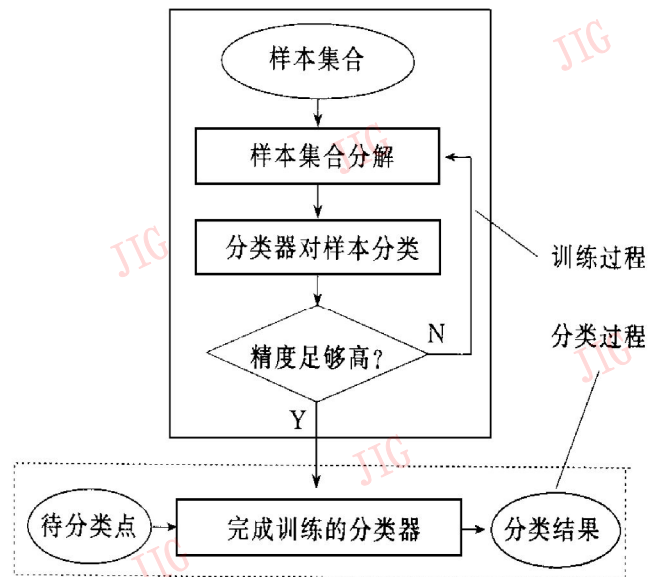 样本集合
JIG
样本集合分解
JIG
分类器对样本分类
JIG
训练过程
N
分类过程
精度足够高?
JIG
Y
JIG
待分类点
完成训练的分类器
分类结果
JIG